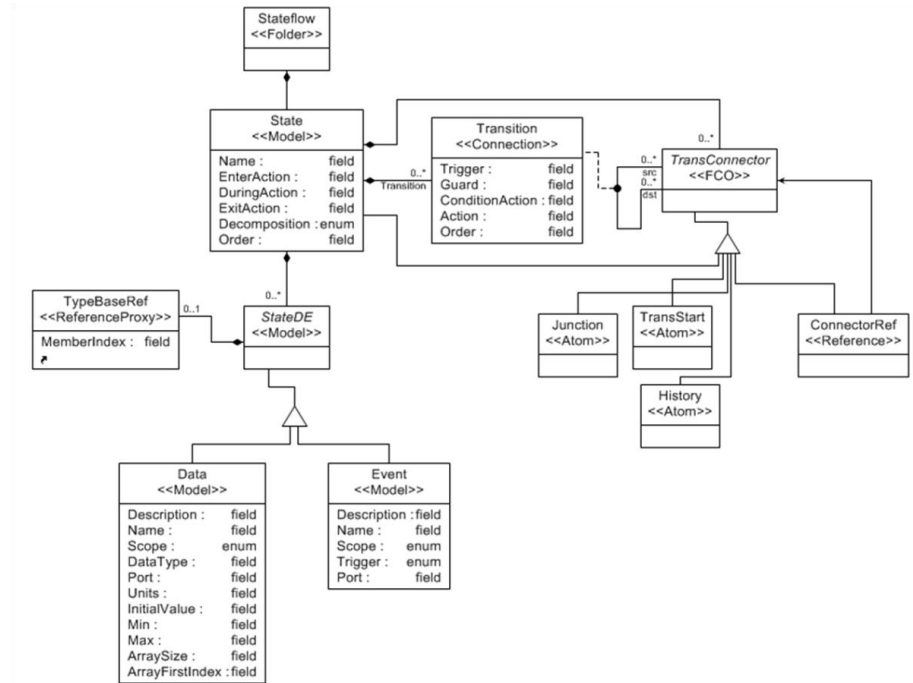 Stateflow
<<Folder>>
State
<<Model>>
Name : field
EnterAction : field
DuringAction : field
ExitAction : field
Decomposition : enum
Order : field
0..*
Transition
Transition
<<Connection>>
Trigger : field
Guard : field
ConditionAction : field
Action : field
Order : field
0..*
0..*
src
0..*
dst
TransConnector
<<FCO>>
0..*
TypeBaseRef
<<ReferenceProxy>>
MemberIndex : field
0..1
StateDE
<<Model>>
Junction
<<Atom>>
TransStart
<<Atom>>
ConnectorRef
<<Reference>>
History
<<Atom>>
Data
<<Model>>
Description : field
Name : field
Scope : enum
DataType : field
Port : field
Units : field
InitialValue : field
Min : field
Max : field
ArraySize : field
ArrayFirstIndex : field
Event
<<Model>>
Description : field
Name : field
Scope : enum
Trigger : enum
Port : field